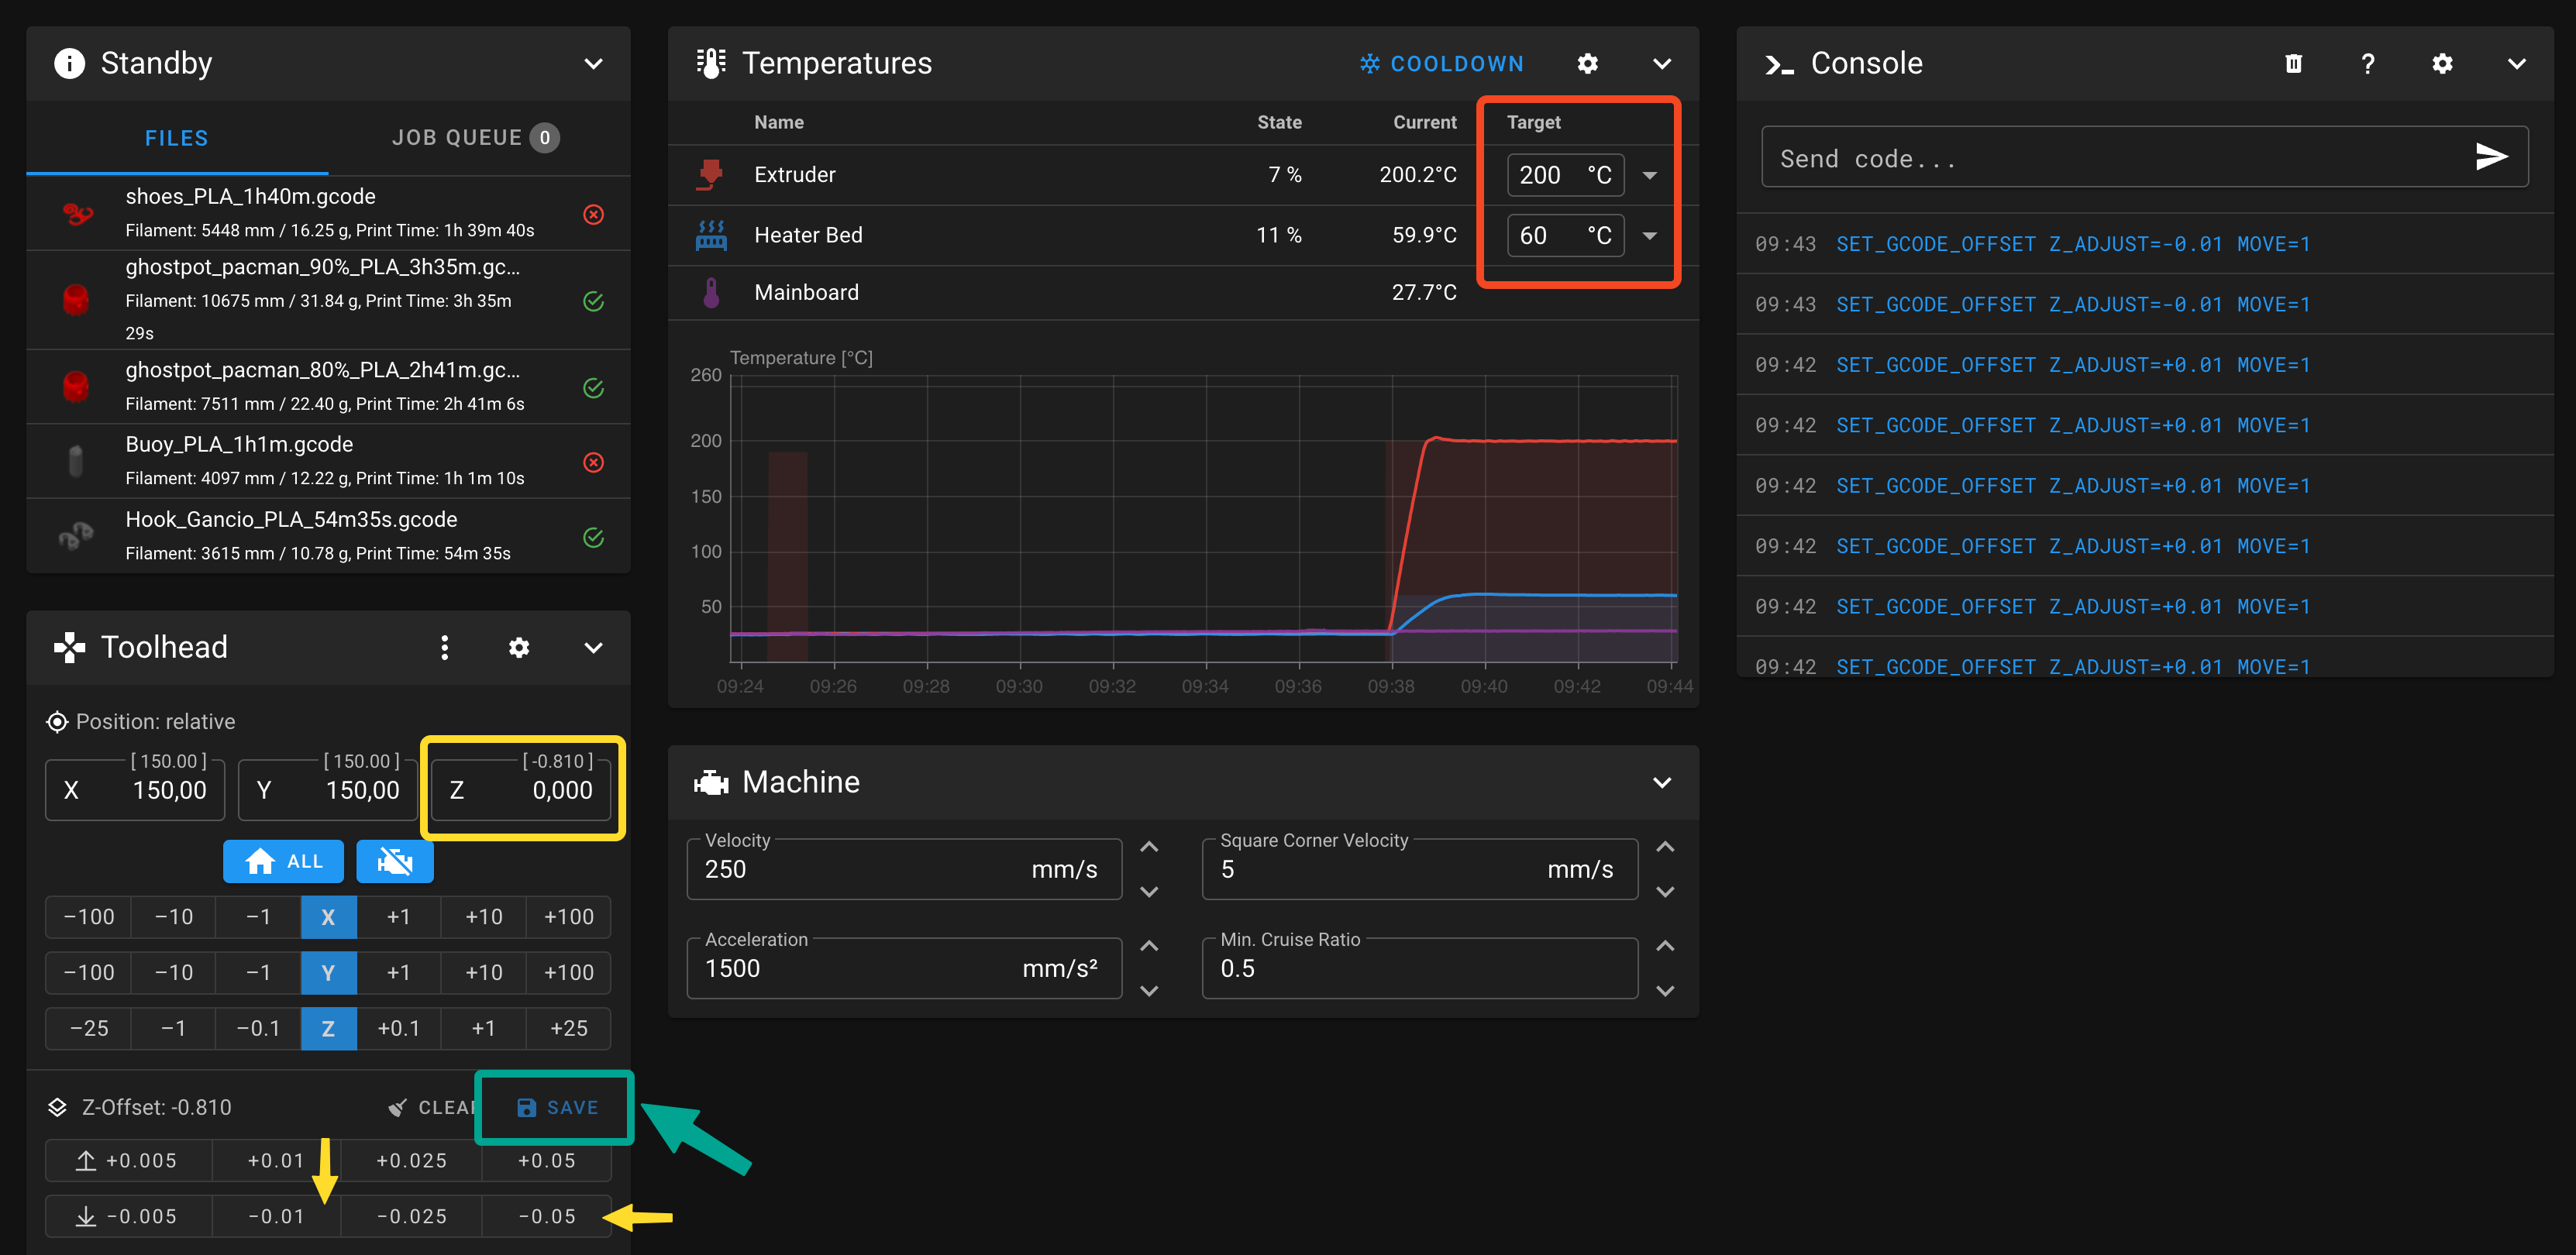 Standby
FILES
JOB QUEUE 0
shoes_PLA_1h40m.gcode
Filament: 5448 mm / 16.25 g, Print Time: 1h 39m 40s
ghostpot_pacman_90%_PLA_3h35m.gc...
Filament: 10675 mm / 31.84 g, Print Time: 3h 35m
29s
ghostpot_pacman_80%_PLA_2h41m.gc...
Filament: 7511 mm / 22.40 g, Print Time: 2h 41m 6s
Buoy_PLA_1h1m.gcode
Filament: 4097 mm / 12.22 g, Print Time: 1h 1m 10s
Hook_Gancio_PLA_54m35s.gcode
Filament: 3615 mm / 10.78 g, Print Time: 54m 35s
Toolhead
Position: relative
[ 150.00 ] [ 150.00 ] [ -0.810 ]
X 150,00 Y 150,00 Z 0,000
ALL
−100 −10 −1 X +1 +10 +100
−100 −10 −1 Y +1 +10 +100
−25 −1 −0.1 Z +0.1 +1 +25
Z-Offset: -0.810 CLEAR SAVE
+0.005 +0.01 +0.025 +0.05
−0.005 −0.01 −0.025 −0.05
Temperatures
COOLDOWN
Name State Current Target
Extruder 7 % 200.2°C 200 °C
Heater Bed 11 % 59.9°C 60 °C
Mainboard 27.7°C
Temperature [°C]
260
200
150
100
50
09:24 09:26 09:28 09:30 09:32 09:34 09:36 09:38 09:40 09:42 09:44
Machine
Velocity
250 mm/s
Square Corner Velocity
5 mm/s
Acceleration
1500 mm/s²
Min. Cruise Ratio
0.5
Console
Send code...
09:43 SET_GCODE_OFFSET Z_ADJUST=-0.01 MOVE=1
09:43 SET_GCODE_OFFSET Z_ADJUST=-0.01 MOVE=1
09:42 SET_GCODE_OFFSET Z_ADJUST=+0.01 MOVE=1
09:42 SET_GCODE_OFFSET Z_ADJUST=+0.01 MOVE=1
09:42 SET_GCODE_OFFSET Z_ADJUST=+0.01 MOVE=1
09:42 SET_GCODE_OFFSET Z_ADJUST=+0.01 MOVE=1
09:42 SET_GCODE_OFFSET Z_ADJUST=+0.01 MOVE=1
09:42 SET_GCODE_OFFSET Z_ADJUST=+0.01 MOVE=1